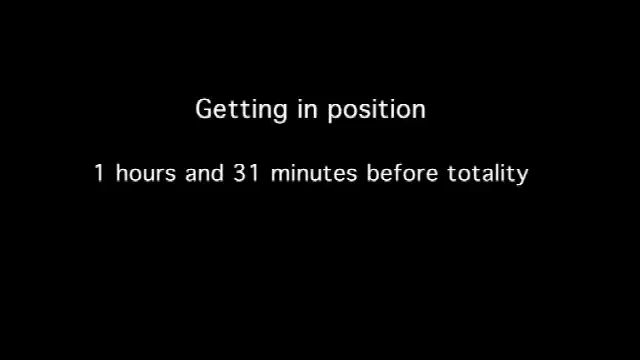 Getting in position
1 hours and 31 minutes before totality